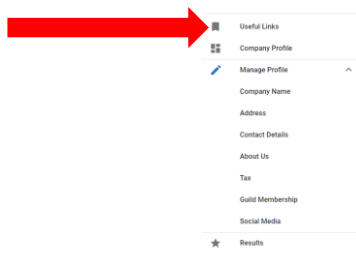 Useful Links
Company Profile
Manage Profile
Company Name
Address
Contact Details
About Us
Tax
Guild Membership
Social Media
Results